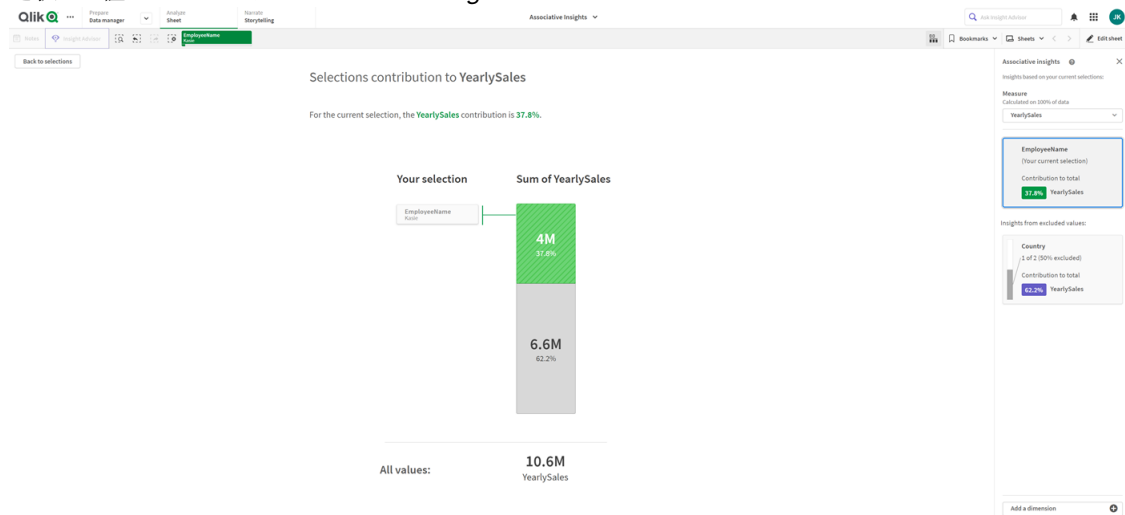 Qlik
Prepare
Data manager
Analyze
Sheet
Narrate
Storytelling
Associative Insights
Ask Insight Advisor
JK
Notes
Insight Advisor
EmployeeName
Kasie
Bookmarks
Sheets
Edit sheet
Back to selections
Selections contribution to YearlySales
For the current selection, the YearlySales contribution is 37.8%.
Your selection
Sum of YearlySales
EmployeeName
Kasie
4M
37.8%
6.6M
62.2%
All values:
10.6M
YearlySales
Associative insights
Insights based on your current selections:
Measure
Calculated on 100% of data
YearlySales
EmployeeName
(Your current selection)
Contribution to total
37.8% YearlySales
Insights from excluded values:
Country
1 of 2 (50% excluded)
Contribution to total
62.2% YearlySales
Add a dimension